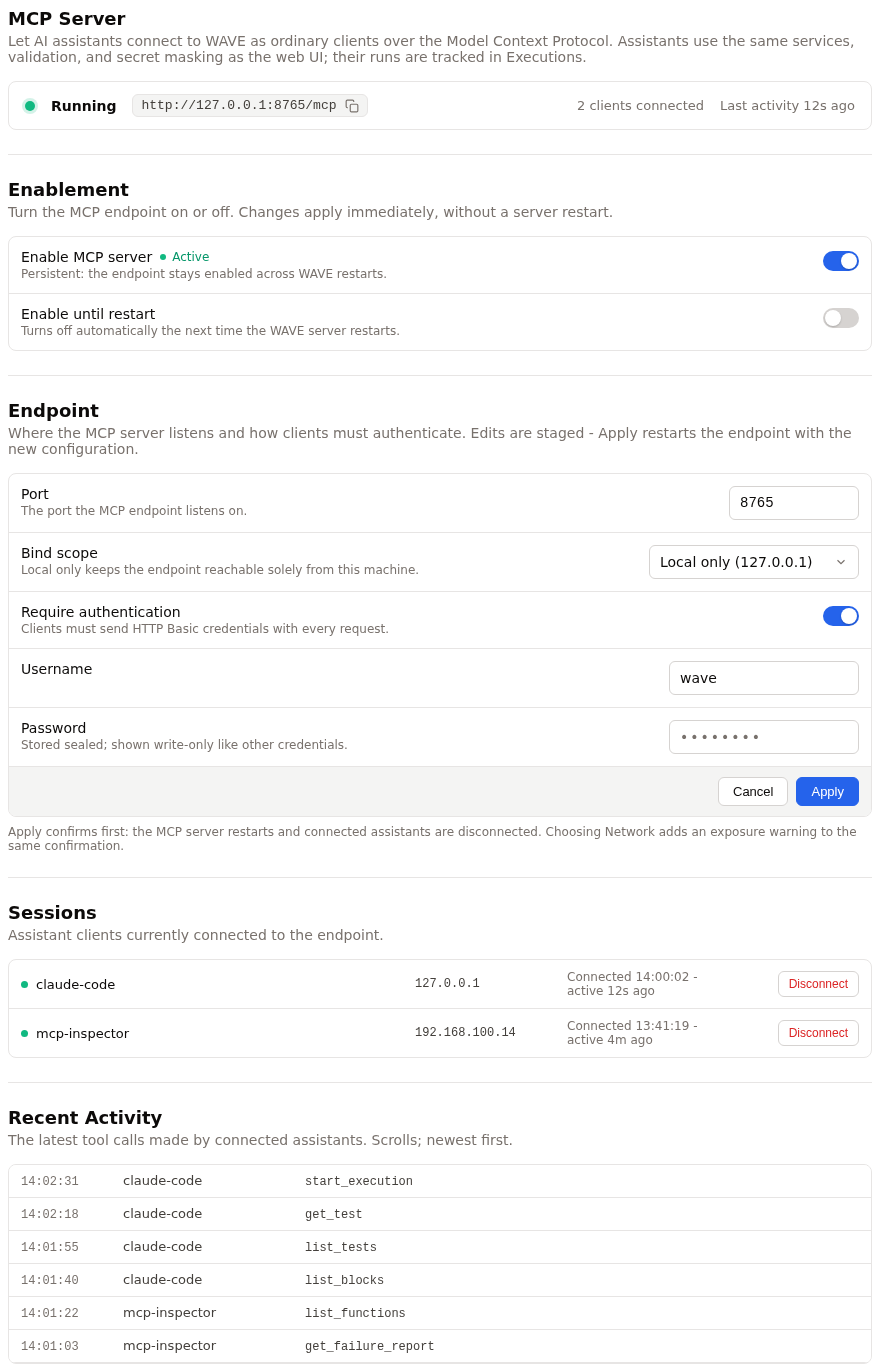 MCP Server
Let AI assistants connect to WAVE as ordinary clients over the Model Context Protocol. Assistants use the same services,
validation, and secret masking as the web UI; their runs are tracked in Executions.
Running http://127.0.0.1:8765/mcp 2 clients connected Last activity 12s ago
Enablement
Turn the MCP endpoint on or off. Changes apply immediately, without a server restart.
Enable MCP server Active
Persistent: the endpoint stays enabled across WAVE restarts.
Enable until restart
Turns off automatically the next time the WAVE server restarts.
Endpoint
Where the MCP server listens and how clients must authenticate. Edits are staged - Apply restarts the endpoint with the
new configuration.
Port 8765
The port the MCP endpoint listens on.
Bind scope Local only (127.0.0.1)
Local only keeps the endpoint reachable solely from this machine.
Require authentication
Clients must send HTTP Basic credentials with every request.
Username wave
Password ••••••••
Stored sealed; shown write-only like other credentials.
Cancel Apply
Apply confirms first: the MCP server restarts and connected assistants are disconnected. Choosing Network adds an exposure warning to the
same confirmation.
Sessions
Assistant clients currently connected to the endpoint.
claude-code 127.0.0.1 Connected 14:00:02 -
active 12s ago Disconnect
mcp-inspector 192.168.100.14 Connected 13:41:19 -
active 4m ago Disconnect
Recent Activity
The latest tool calls made by connected assistants. Scrolls; newest first.
14:02:31 claude-code start_execution
14:02:18 claude-code get_test
14:01:55 claude-code list_tests
14:01:40 claude-code list_blocks
14:01:22 mcp-inspector list_functions
14:01:03 mcp-inspector get_failure_report